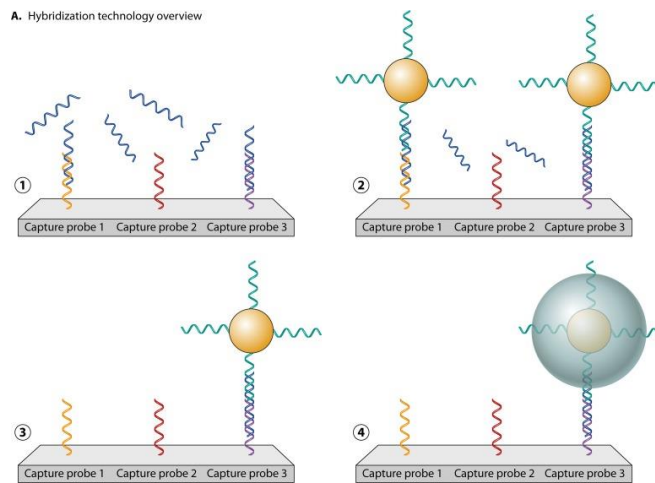 A. Hybridization technology overview
1
Capture probe 1 Capture probe 2 Capture probe 3
2
Capture probe 1 Capture probe 2 Capture probe 3
3
Capture probe 1 Capture probe 2 Capture probe 3
4
Capture probe 1 Capture probe 2 Capture probe 3